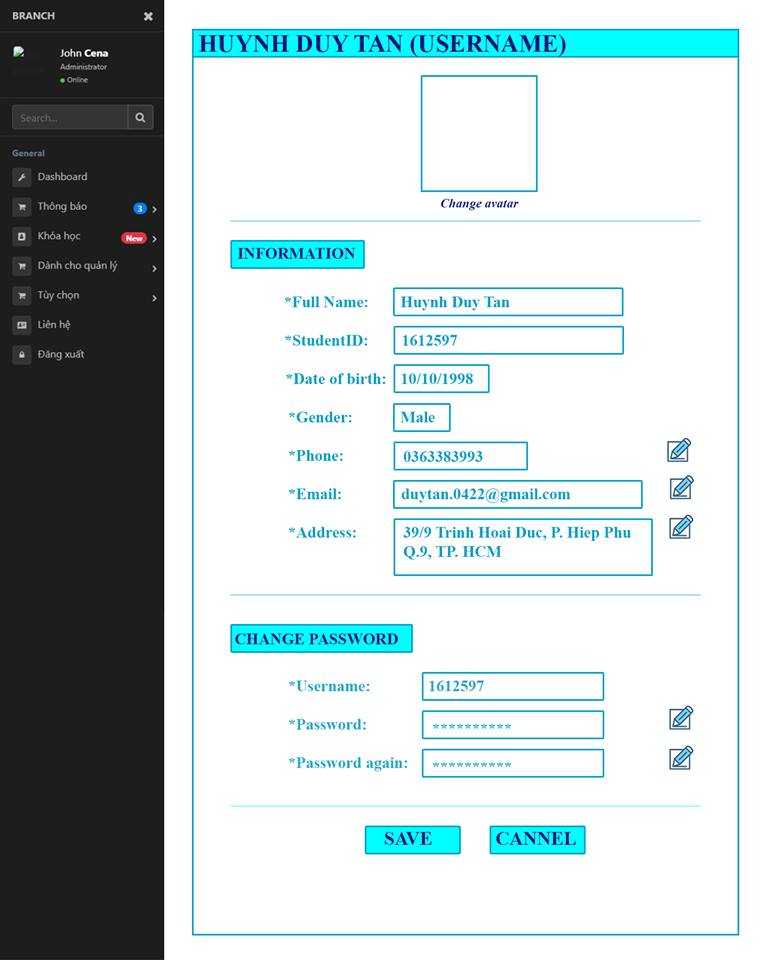 BRANCH
John Cena
Administrator
Online
Search...
General
Dashboard
Thông báo 3
Khóa học New
Dành cho quản lý
Tùy chọn
Liên hệ
Đăng xuất
HUYNH DUY TAN (USERNAME)
Change avatar
INFORMATION
*Full Name: Huynh Duy Tan
*StudentID: 1612597
*Date of birth: 10/10/1998
*Gender: Male
*Phone: 0363383993
*Email: duytan.0422@gmail.com
*Address: 39/9 Trinh Hoai Duc, P. Hiep Phu
Q.9, TP. HCM
CHANGE PASSWORD
*Username: 1612597
*Password: **********
*Password again: **********
SAVE CANNEL